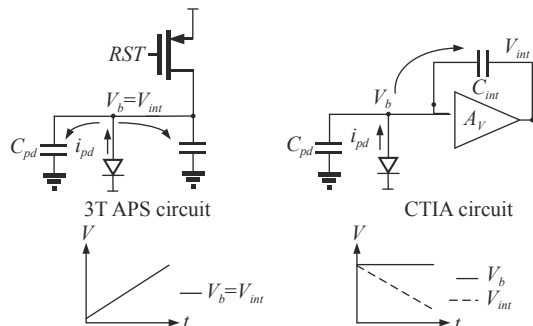 RST
V_b=V_int
C_pd
i_pd
3T APS circuit
V
V_b=V_int
t
V_int
C_int
V_b
A_V
i_pd
C_pd
CTIA circuit
V
V_b
V_int
t